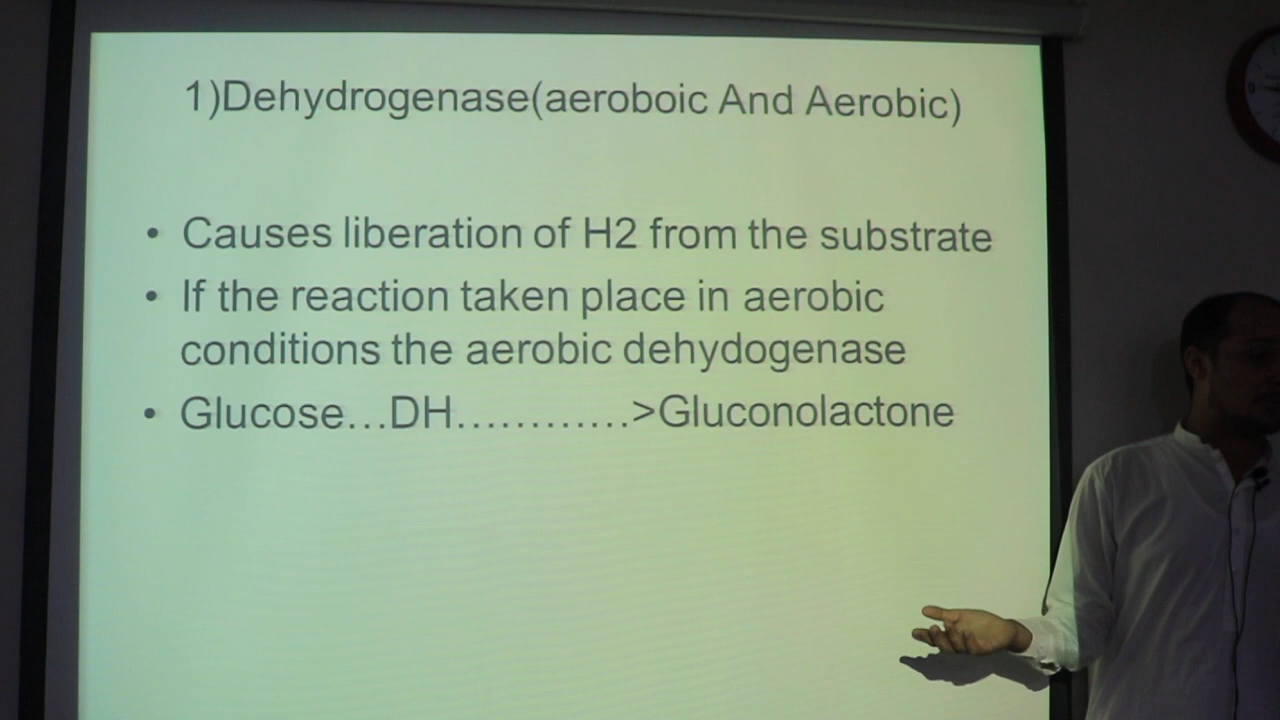 1)Dehydrogenase(aeroboic And Aerobic)
• Causes liberation of H2 from the substrate
• If the reaction taken place in aerobic
conditions the aerobic dehydogenase
• Glucose...DH............>Gluconolactone